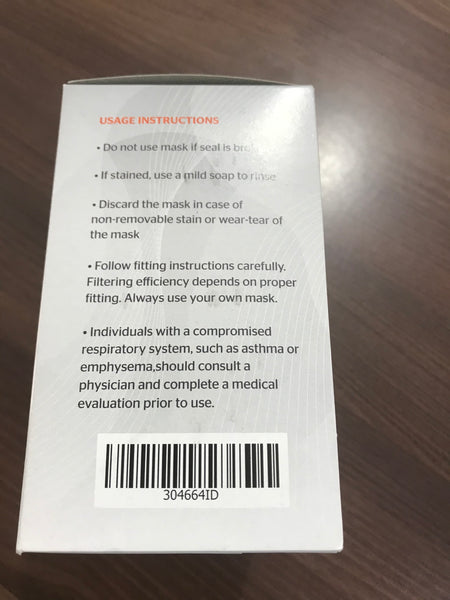 USAGE INSTRUCTIONS
• Do not use mask if seal is
• If stained, use a mild soap to rinse
• Discard the mask in case of
non-removable stain or wear-tear of
the mask
• Follow fitting instructions carefully.
Filtering efficiency depends on proper
fitting. Always use your own mask.
• Individuals with a compromised
respiratory system, such as asthma or
emphysema,should consult a
physician and complete a medical
evaluation prior to use.
304664ID